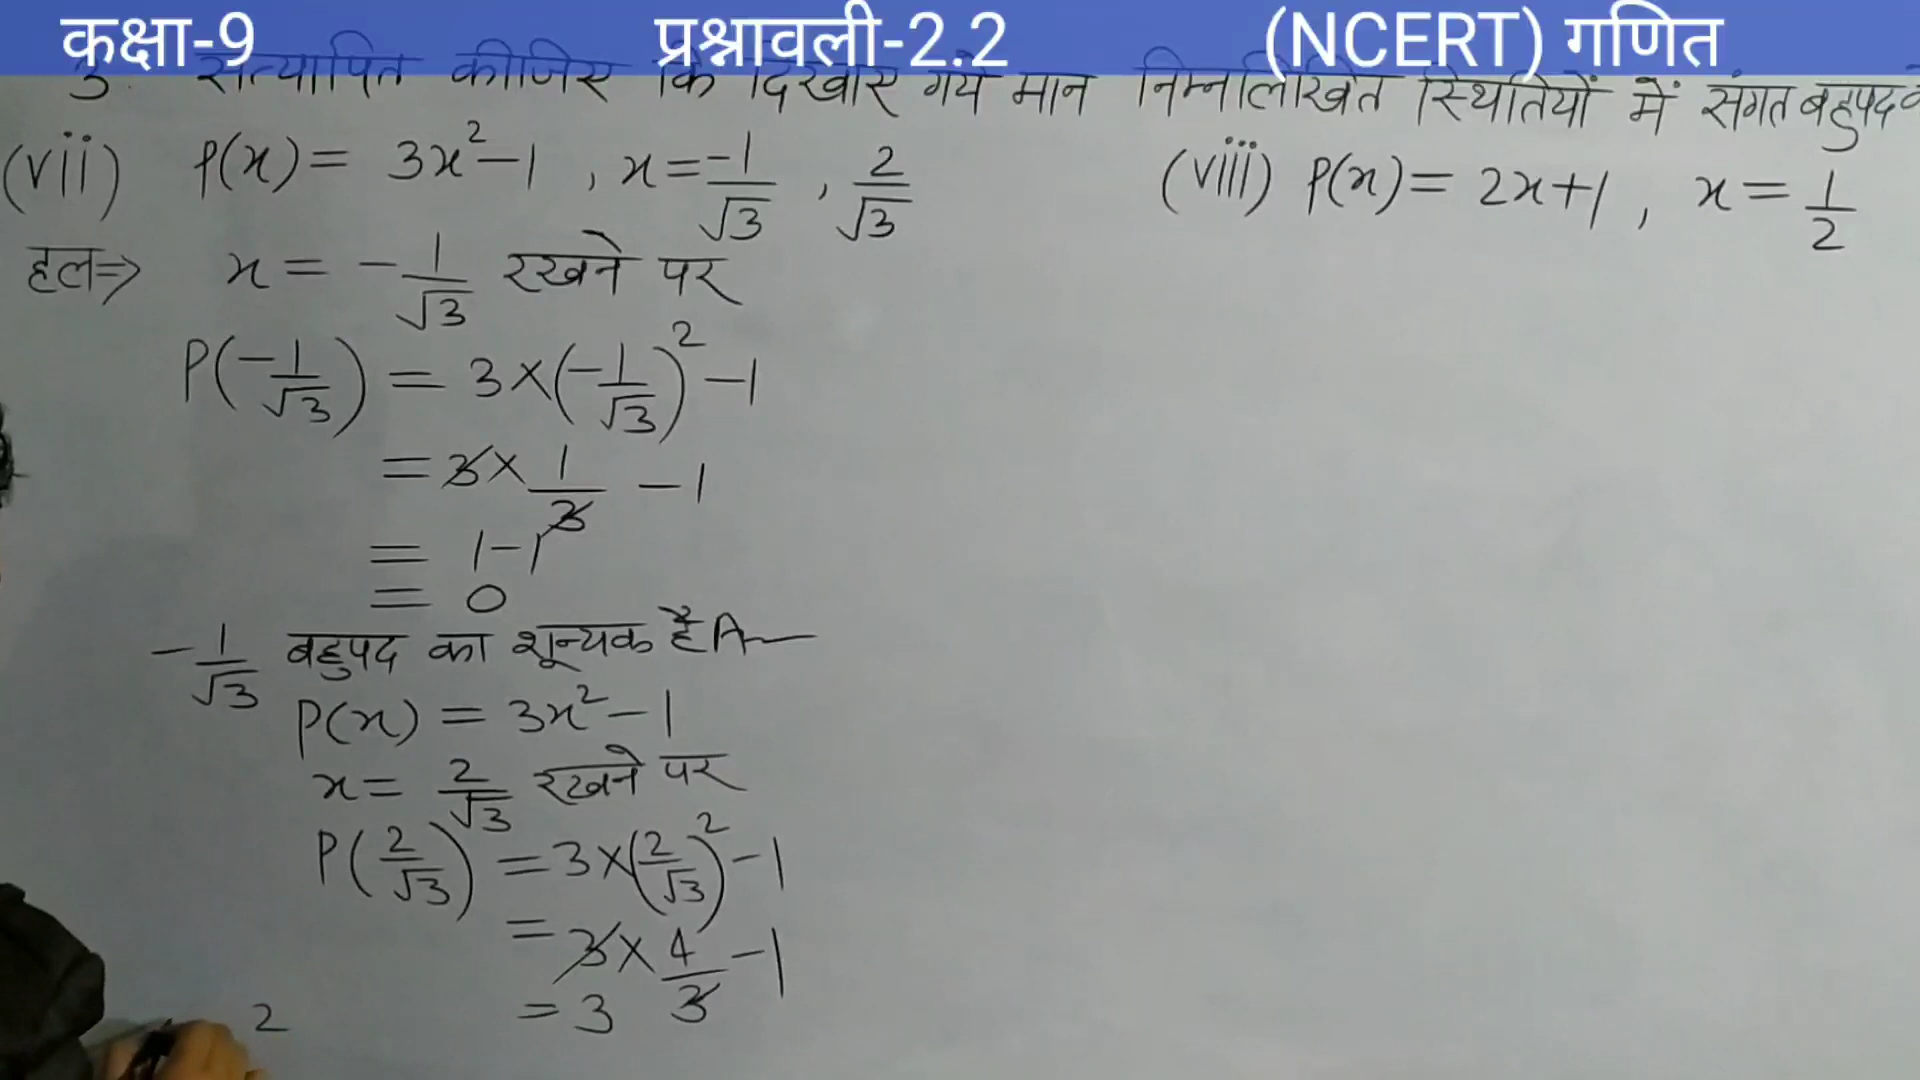 कक्षा-9 प्रश्नावली-2.2 (NCERT) गणित
3. सत्यापित कीजिए कि दिखाए गये मान निम्नलिखित स्थितियों में संगत बहुपद
(vii) P(x) = 3x²-1 , x = -1/√3 , 2/√3
(viii) P(x) = 2x+1 , x = 1/2
हल⇒ x = -1/√3 रखने पर
P(-1/√3) = 3×(-1/√3)² -1
= 3× 1/3 -1
= 1-1
= 0
-1/√3 बहुपद का शून्यक है A
P(x) = 3x²-1
x = 2/√3 रखने पर
P(2/√3) = 3×(2/√3)² -1
= 3× 4/3 -1
= 3
2